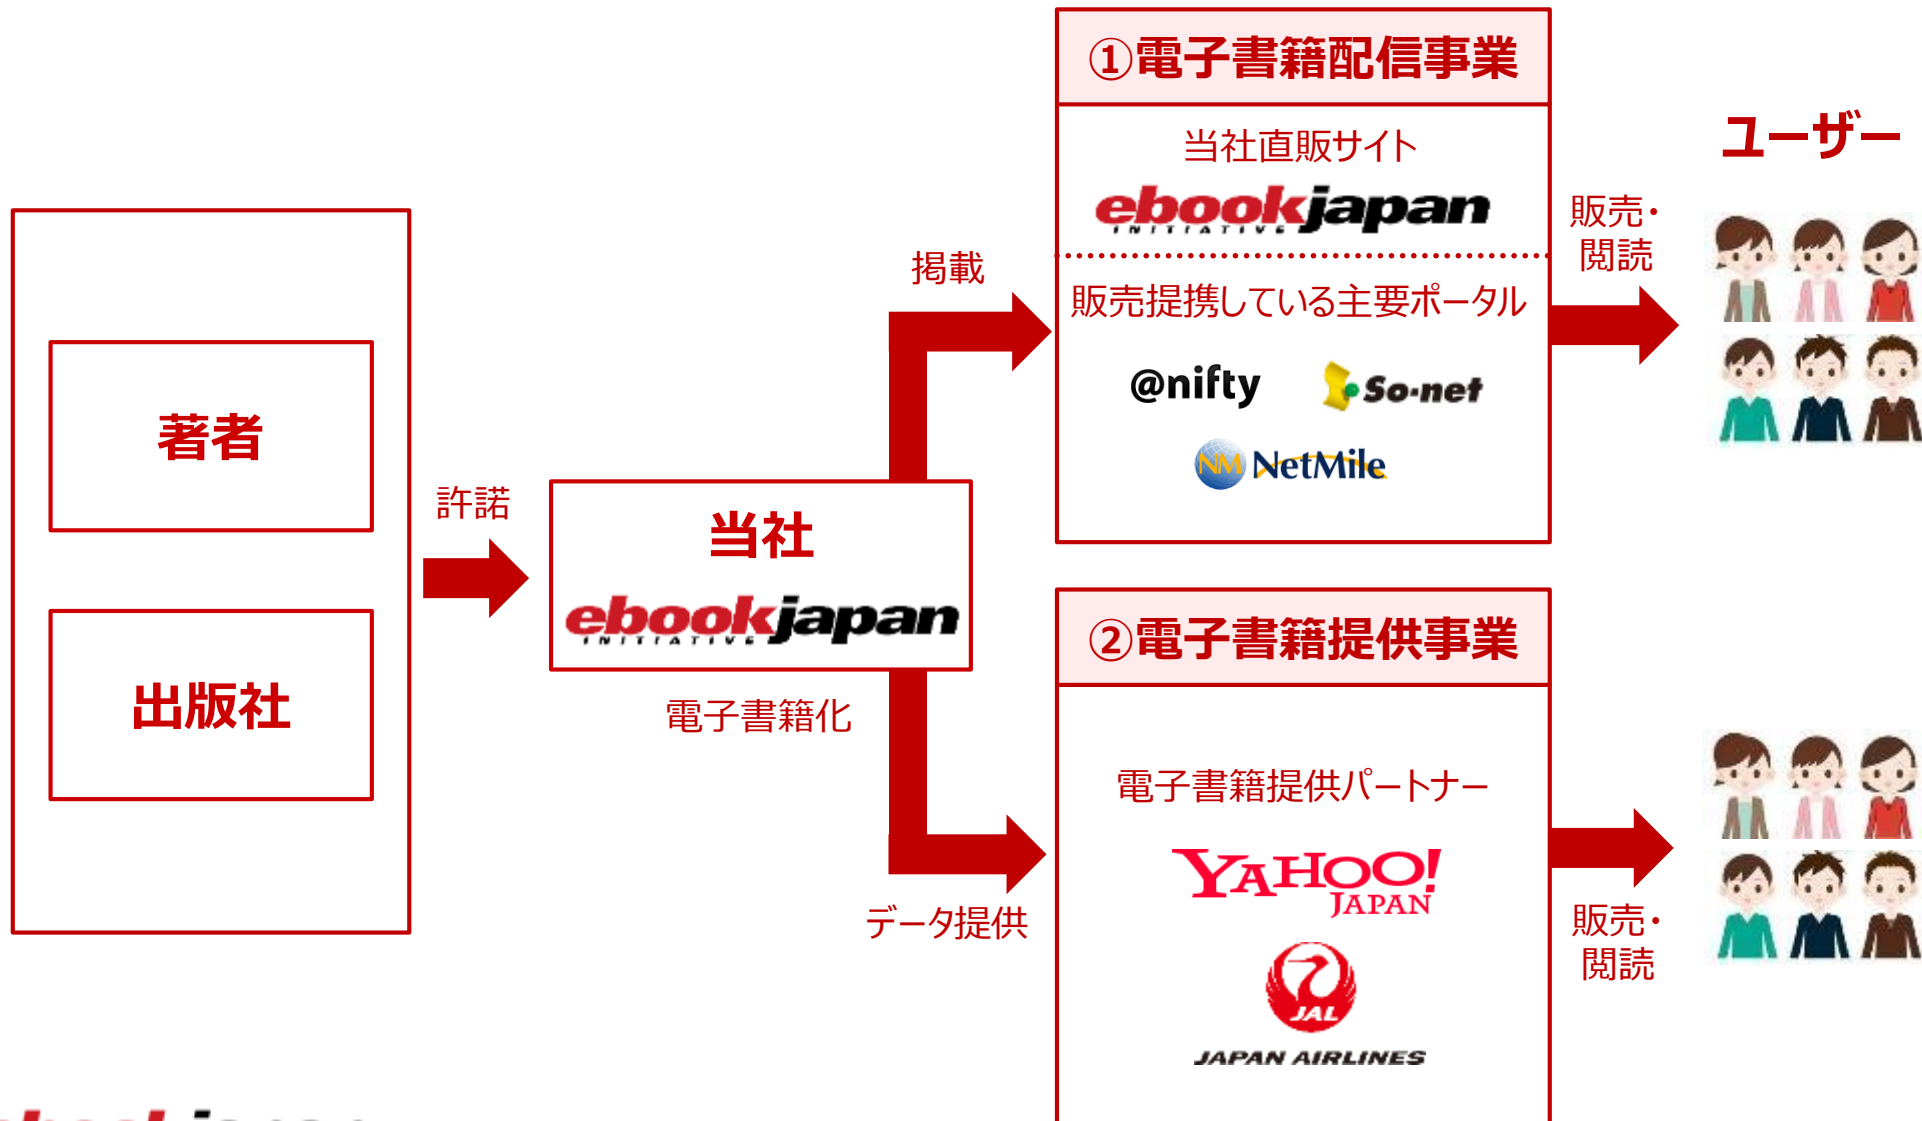 著者
出版社
許諾
当社
ebookjapan
INITIATIVE
電子書籍化
掲載
データ提供
①電子書籍配信事業
当社直販サイト
ebookjapan
INITIATIVE
販売提携している主要ポータル
@nifty
So-net
NM NetMile
②電子書籍提供事業
電子書籍提供パートナー
YAHOO!
JAPAN
JAL
JAPAN AIRLINES
ユーザー
販売・
閲読
販売・
閲読